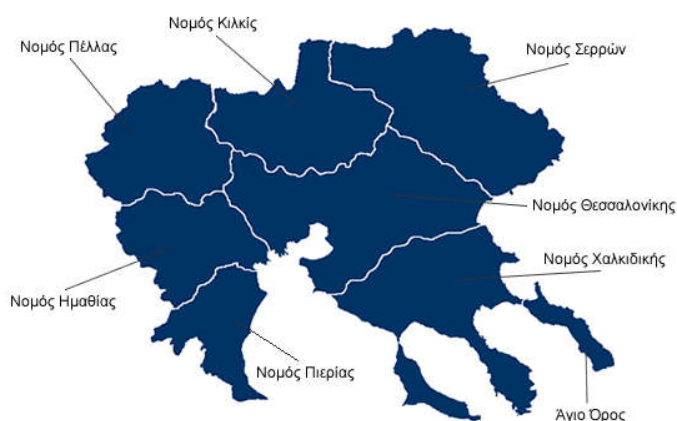 Νομός Κιλκίς
Νομός Πέλλας
Νομός Σερρών
Νομός Θεσσαλονίκης
Νομός Χαλκιδικής
Νομός Ημαθίας
Νομός Πιερίας
Άγιο Όρος